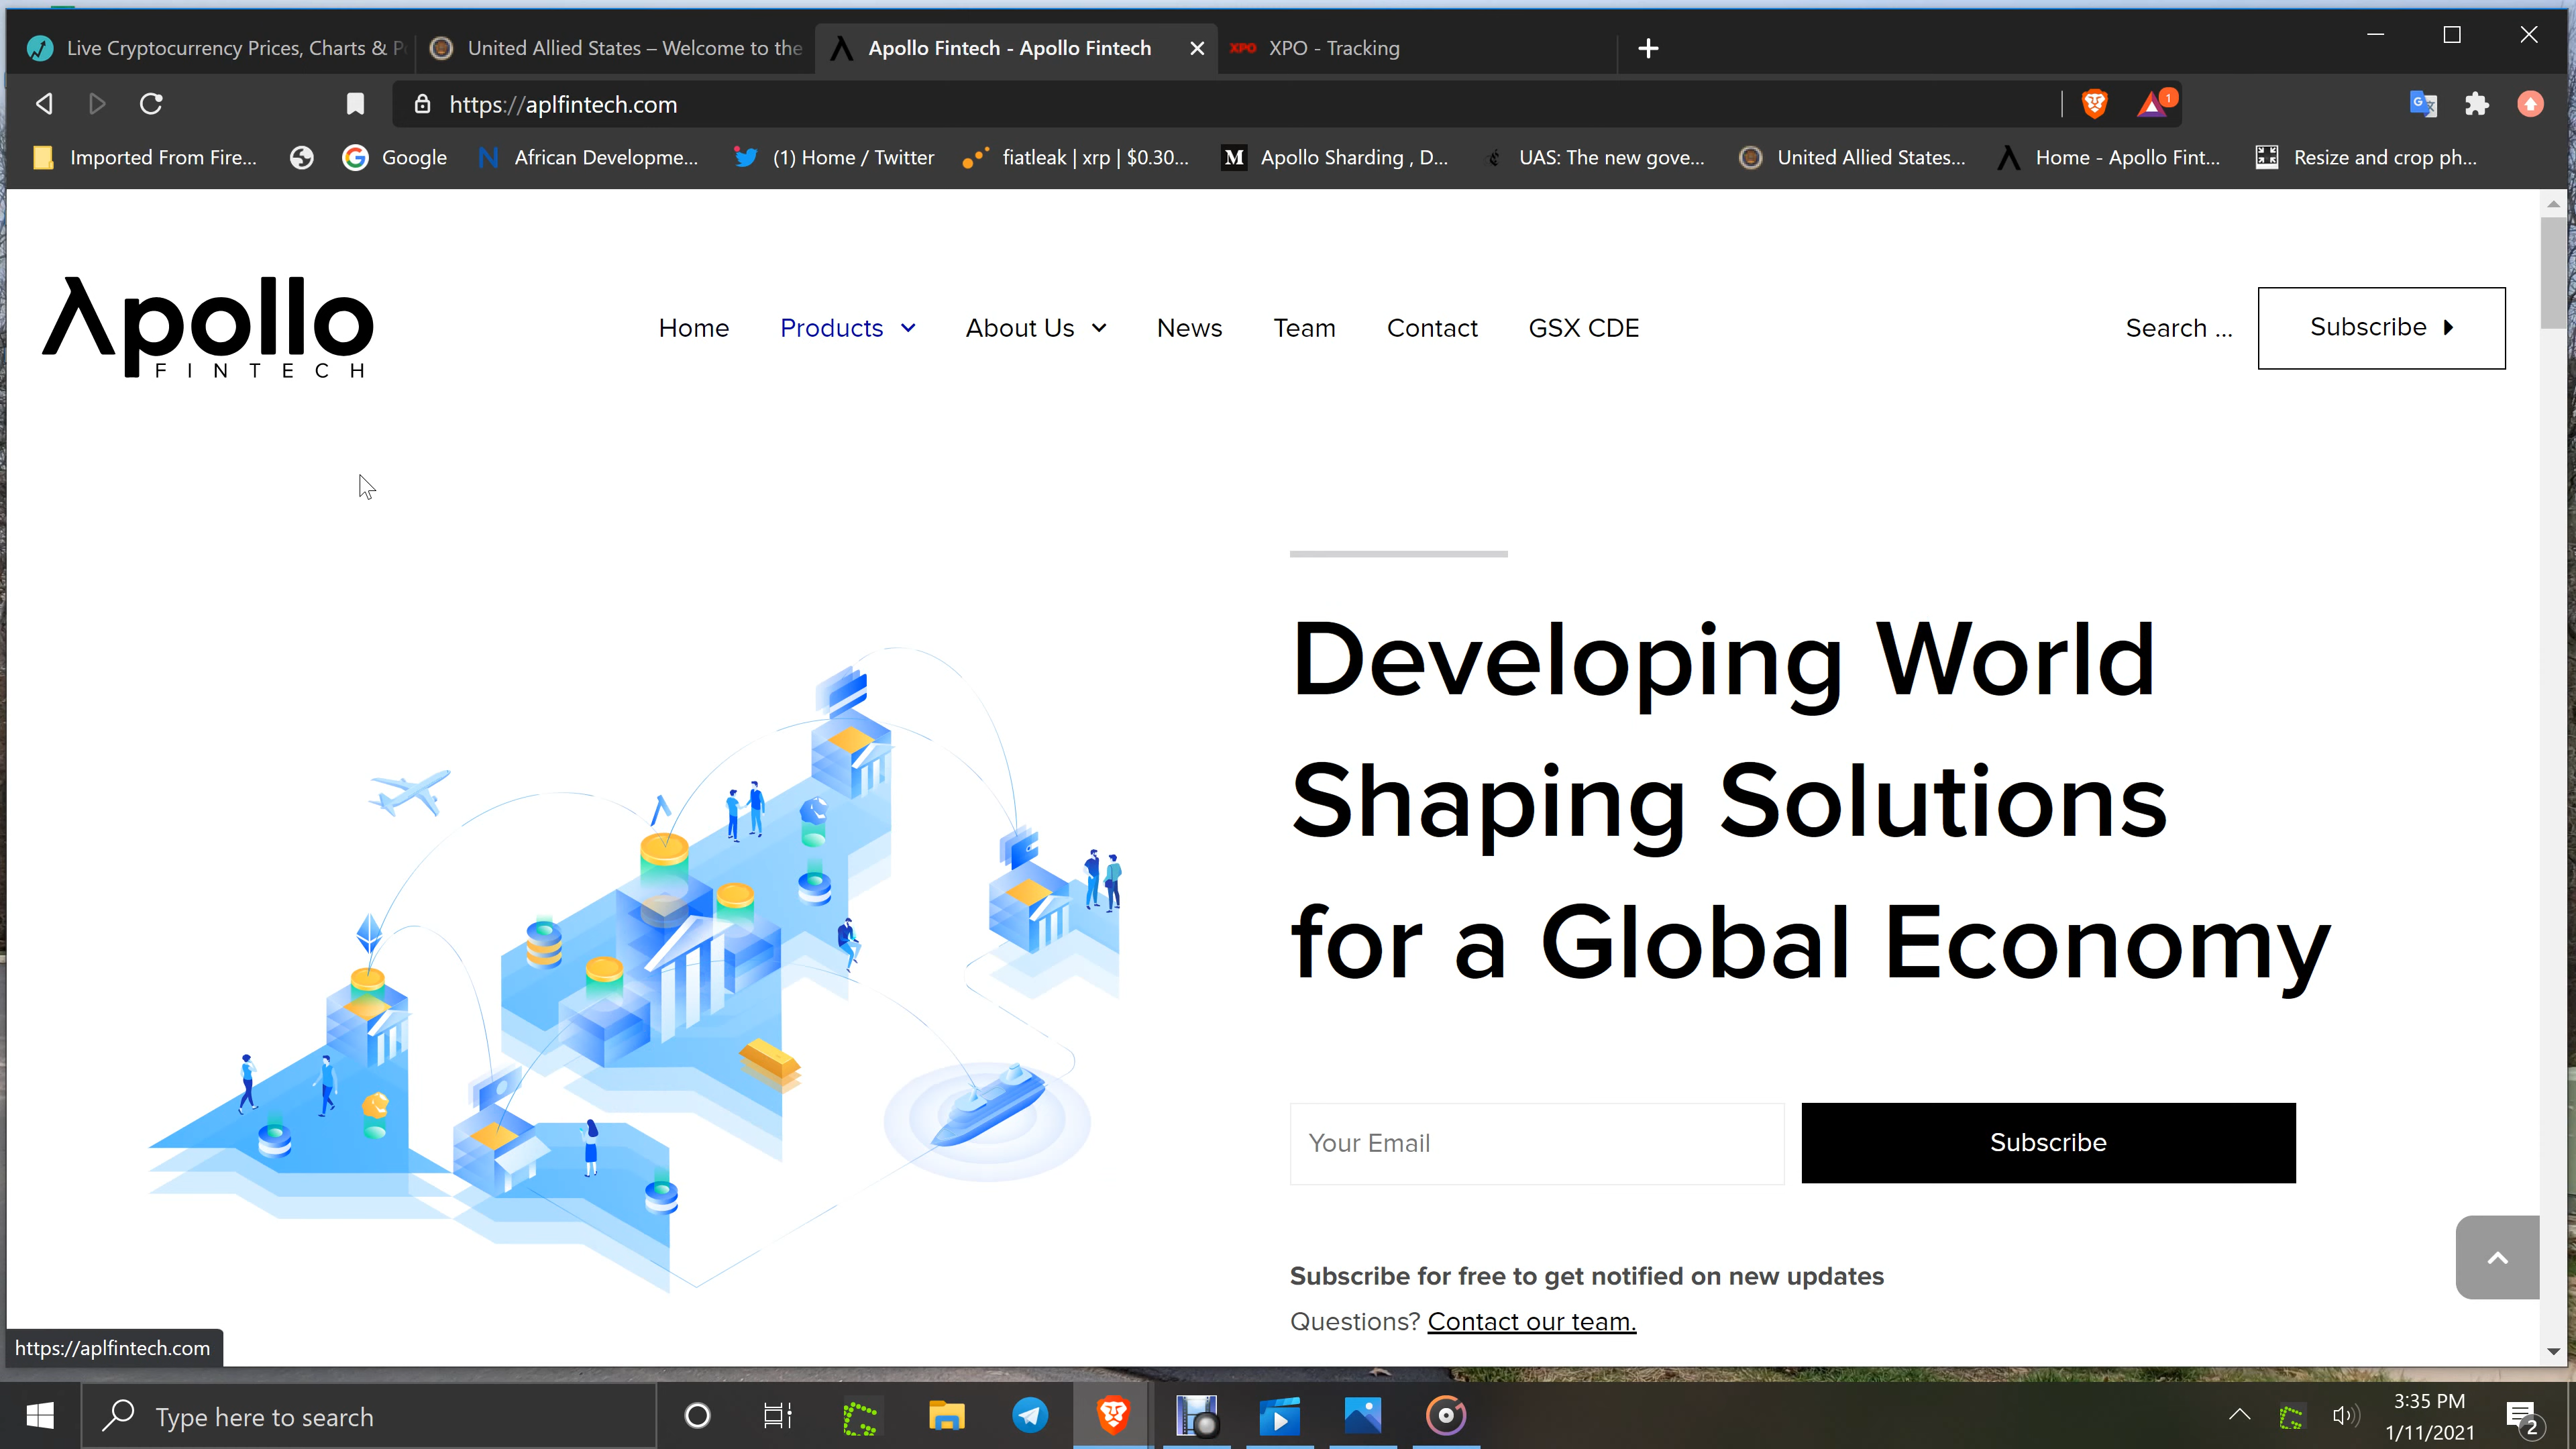 Live Cryptocurrency Prices, Charts & P
United Allied States – Welcome to the
Apollo Fintech - Apollo Fintech
XPO XPO - Tracking
https://aplfintech.com
1
Imported From Fire...
Google
African Developme...
(1) Home / Twitter
fiatleak | xrp | $0.30...
M Apollo Sharding , D...
UAS: The new gove...
United Allied States...
Home - Apollo Fint...
Resize and crop ph...
Apollo
FINTECH
Home
Products
About Us
News
Team
Contact
GSX CDE
Search ...
Subscribe
Developing World
Shaping Solutions
for a Global Economy
Your Email
Subscribe
Subscribe for free to get notified on new updates
Questions? Contact our team.
https://aplfintech.com
Type here to search
3:35 PM
1/11/2021
2